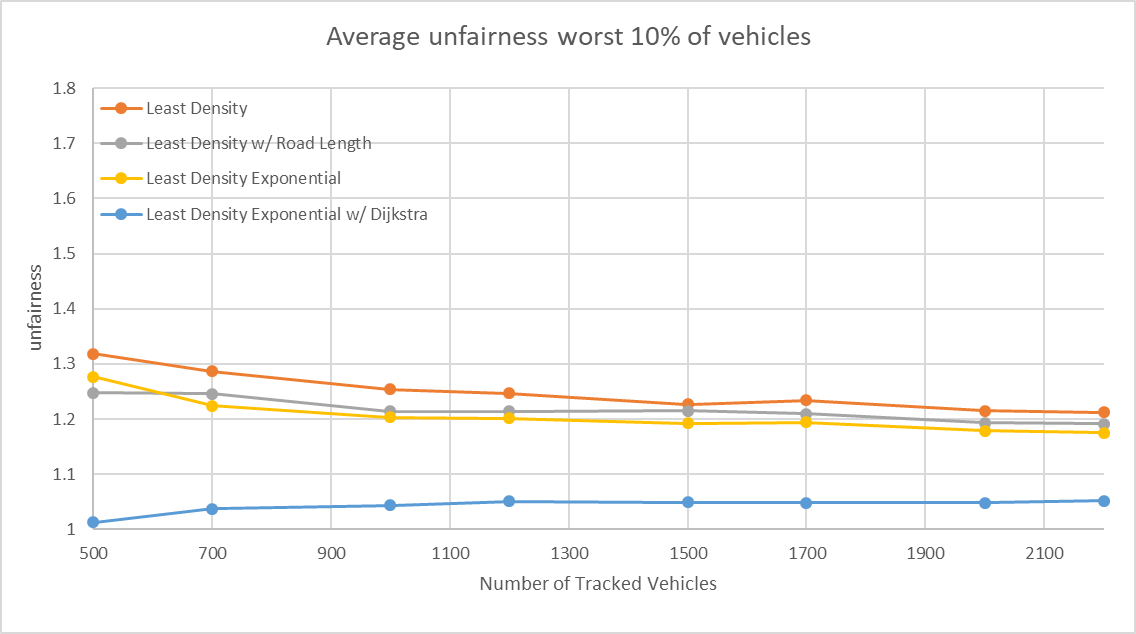 Average unfairness worst 10% of vehicles
1.8
1.7
1.6
1.5
1.4
1.3
1.2
1.1
1
unfairness
Least Density
Least Density w/ Road Length
Least Density Exponential
Least Density Exponential w/ Dijkstra
500 700 900 1100 1300 1500 1700 1900 2100
Number of Tracked Vehicles